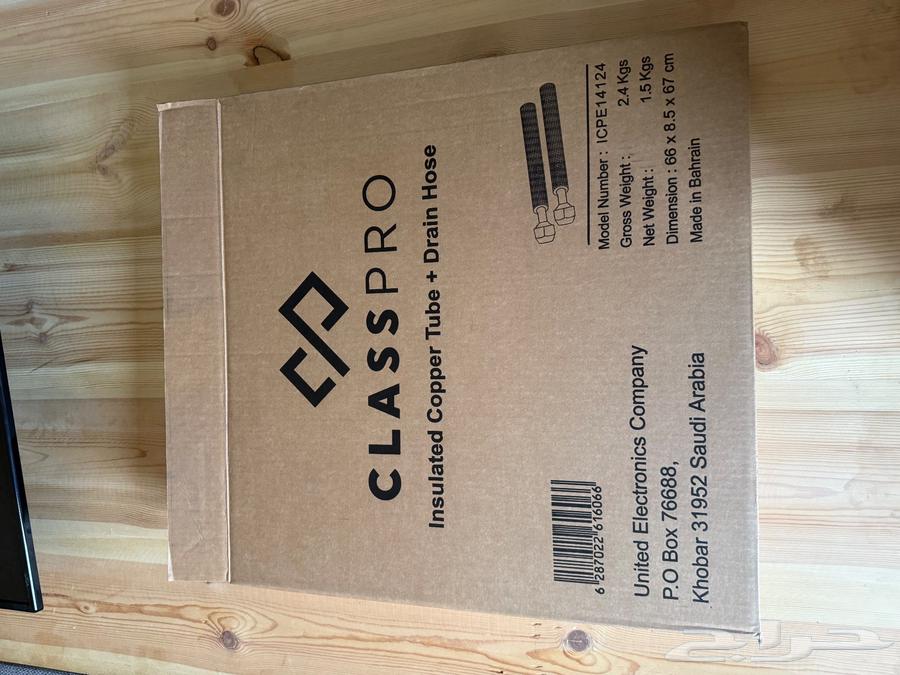 CLASSPRO
Insulated Copper Tube + Drain Hose
6 287022 616066
United Electronics Company
P.O Box 76688,
Khobar 31952 Saudi Arabia
Model Number : ICPE14124
Gross Weight : 2.4 Kgs
Net Weight : 1.5 Kgs
Dimension : 66 x 8.5 x 67 cm
Made in Bahrain
حراج